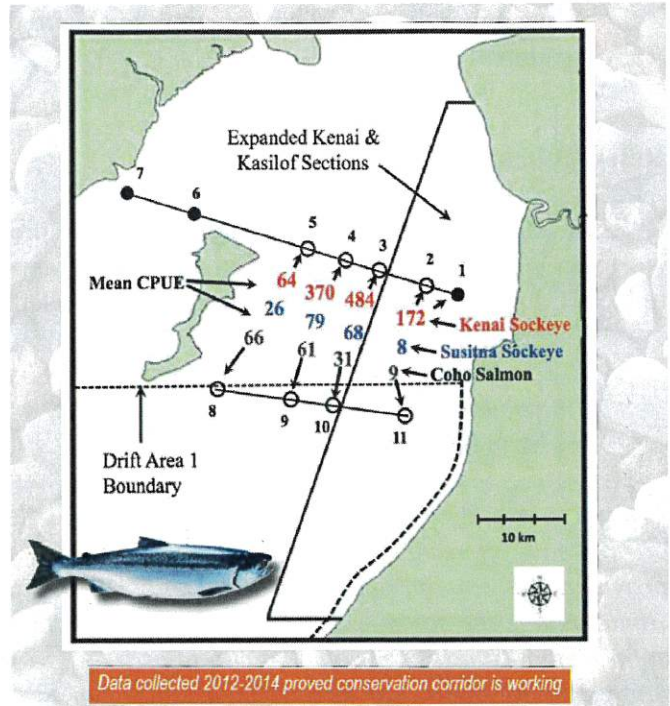 Expanded Kenai &
Kasilof Sections
7
6
5
4
3
2
1
Mean CPUE
64
370
484
172
Kenai Sockeye
26
79
68
8
Susitna Sockeye
66
61
31
9
Coho Salmon
8
9
10
11
Drift Area 1
Boundary
10 km
Data collected 2012-2014 proved conservation corridor is working